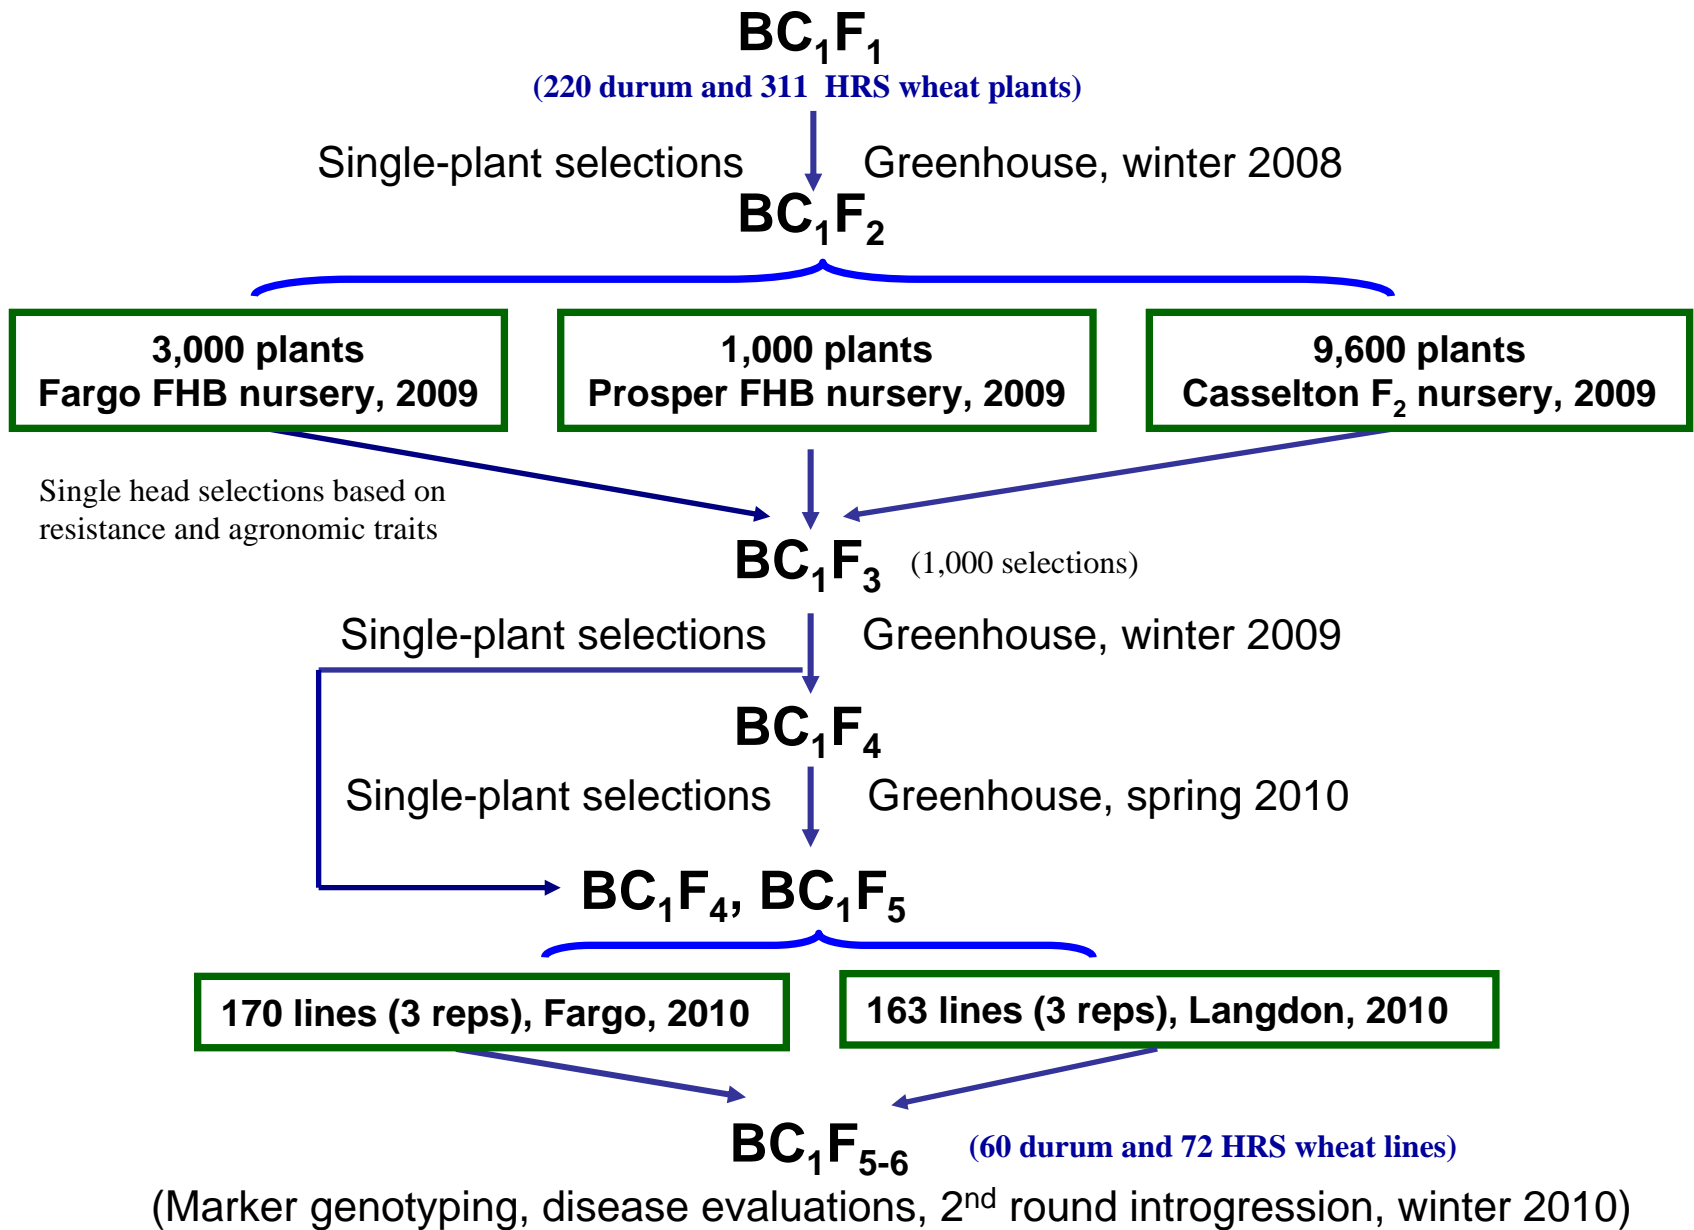 BC₁F₁
(220 durum and 311 HRS wheat plants)
Single-plant selections Greenhouse, winter 2008
BC₁F₂
3,000 plants
Fargo FHB nursery, 2009
1,000 plants
Prosper FHB nursery, 2009
9,600 plants
Casselton F₂ nursery, 2009
Single head selections based on
resistance and agronomic traits
BC₁F₃ (1,000 selections)
Single-plant selections Greenhouse, winter 2009
BC₁F₄
Single-plant selections Greenhouse, spring 2010
BC₁F₄, BC₁F₅
170 lines (3 reps), Fargo, 2010
163 lines (3 reps), Langdon, 2010
BC₁F₅₋₆ (60 durum and 72 HRS wheat lines)
(Marker genotyping, disease evaluations, 2ⁿᵈ round introgression, winter 2010)